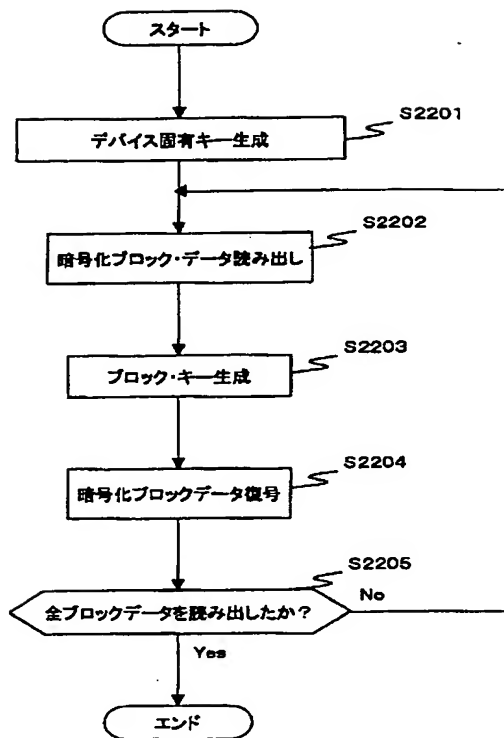 スタート
S2201
デバイス固有キー生成
S2202
暗号化ブロック・データ読み出し
S2203
ブロック・キー生成
S2204
暗号化ブロックデータ復号
S2205
全ブロックデータを読み出したか？
No
Yes
エンド